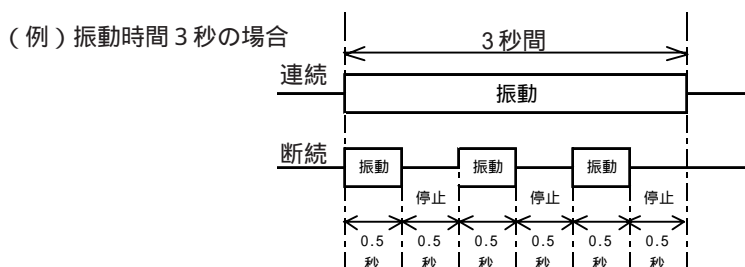 （例）振動時間３秒の場合
3秒間
連続
振動
断続
振動 振動 振動
停止 停止 停止
0.5 0.5 0.5 0.5 0.5 0.5
秒 秒 秒 秒 秒 秒